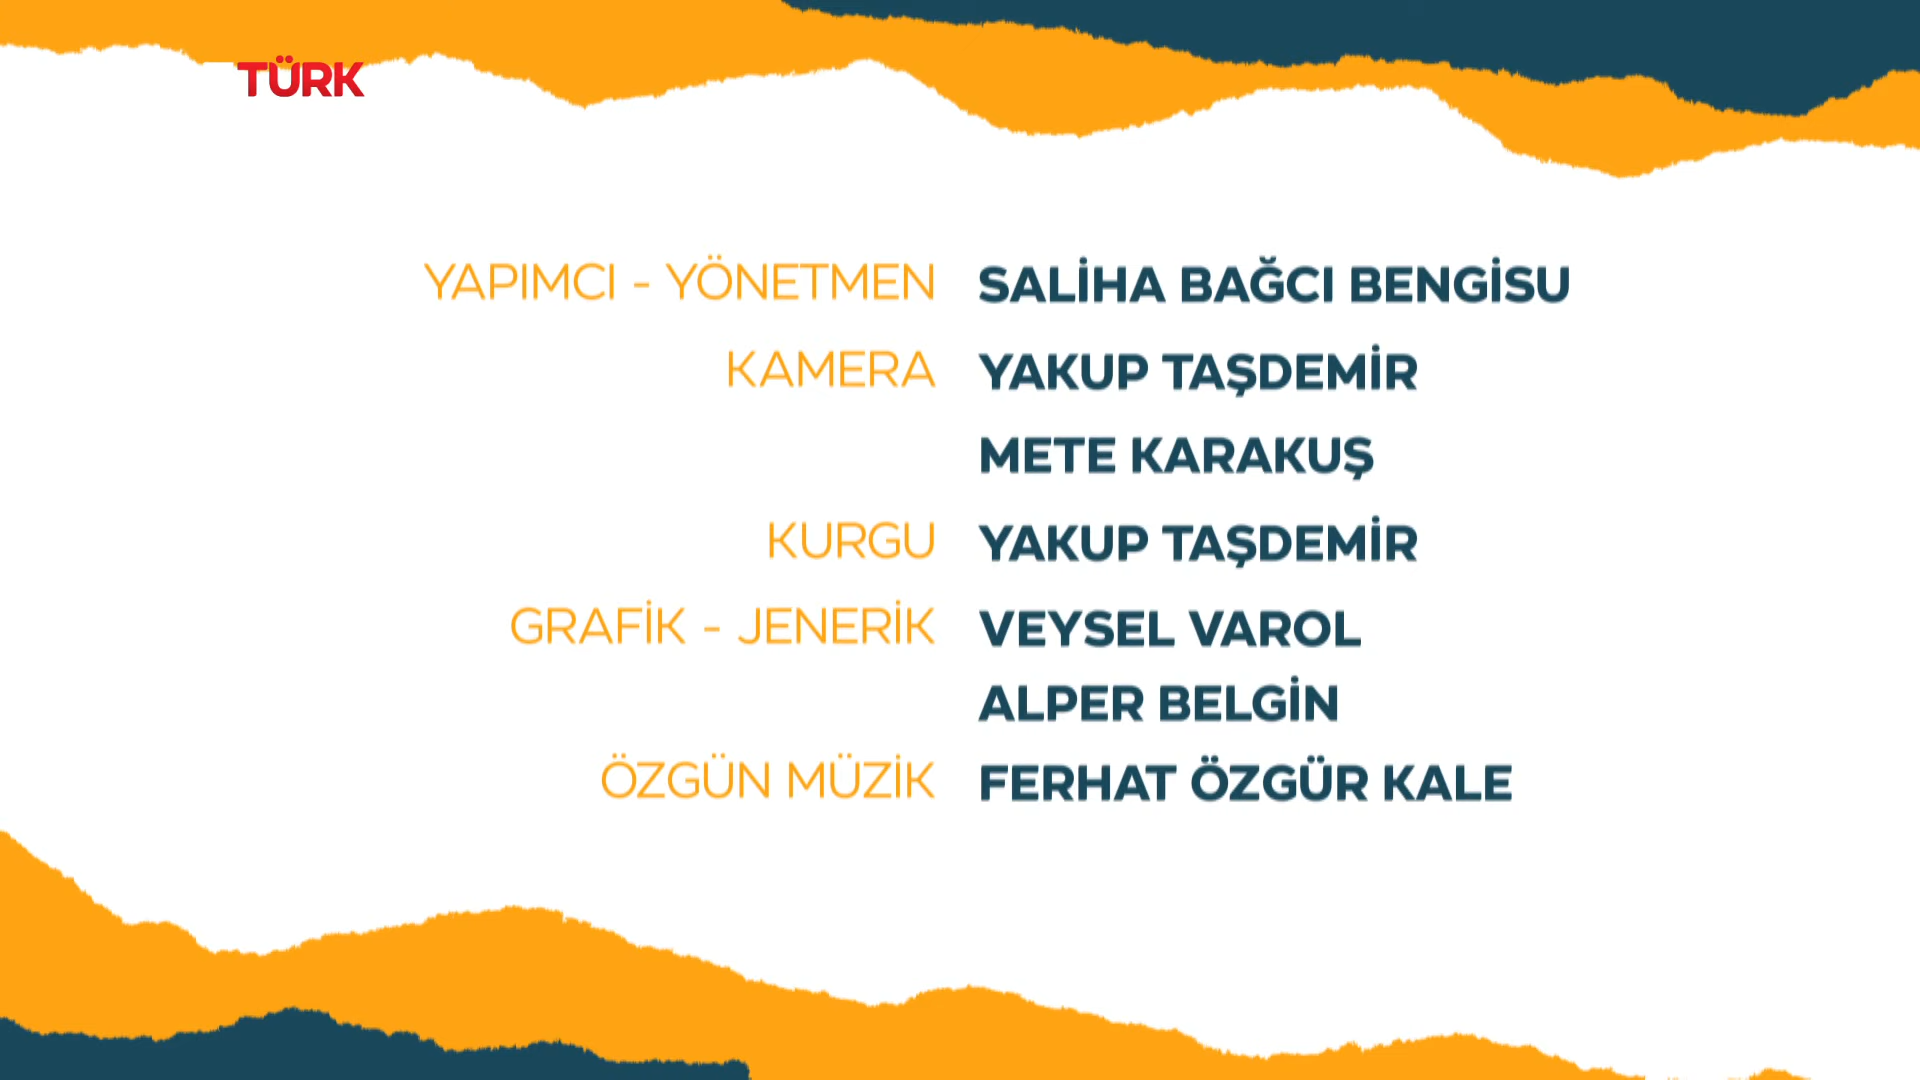 TÜRK
YAPIMCI - YÖNETMEN SALİHA BAĞCI BENGİSU
KAMERA YAKUP TAŞDEMİR
METE KARAKUŞ
KURGU YAKUP TAŞDEMİR
GRAFİK - JENERİK VEYSEL VAROL
ALPER BELGİN
ÖZGÜN MÜZİK FERHAT ÖZGÜR KALE